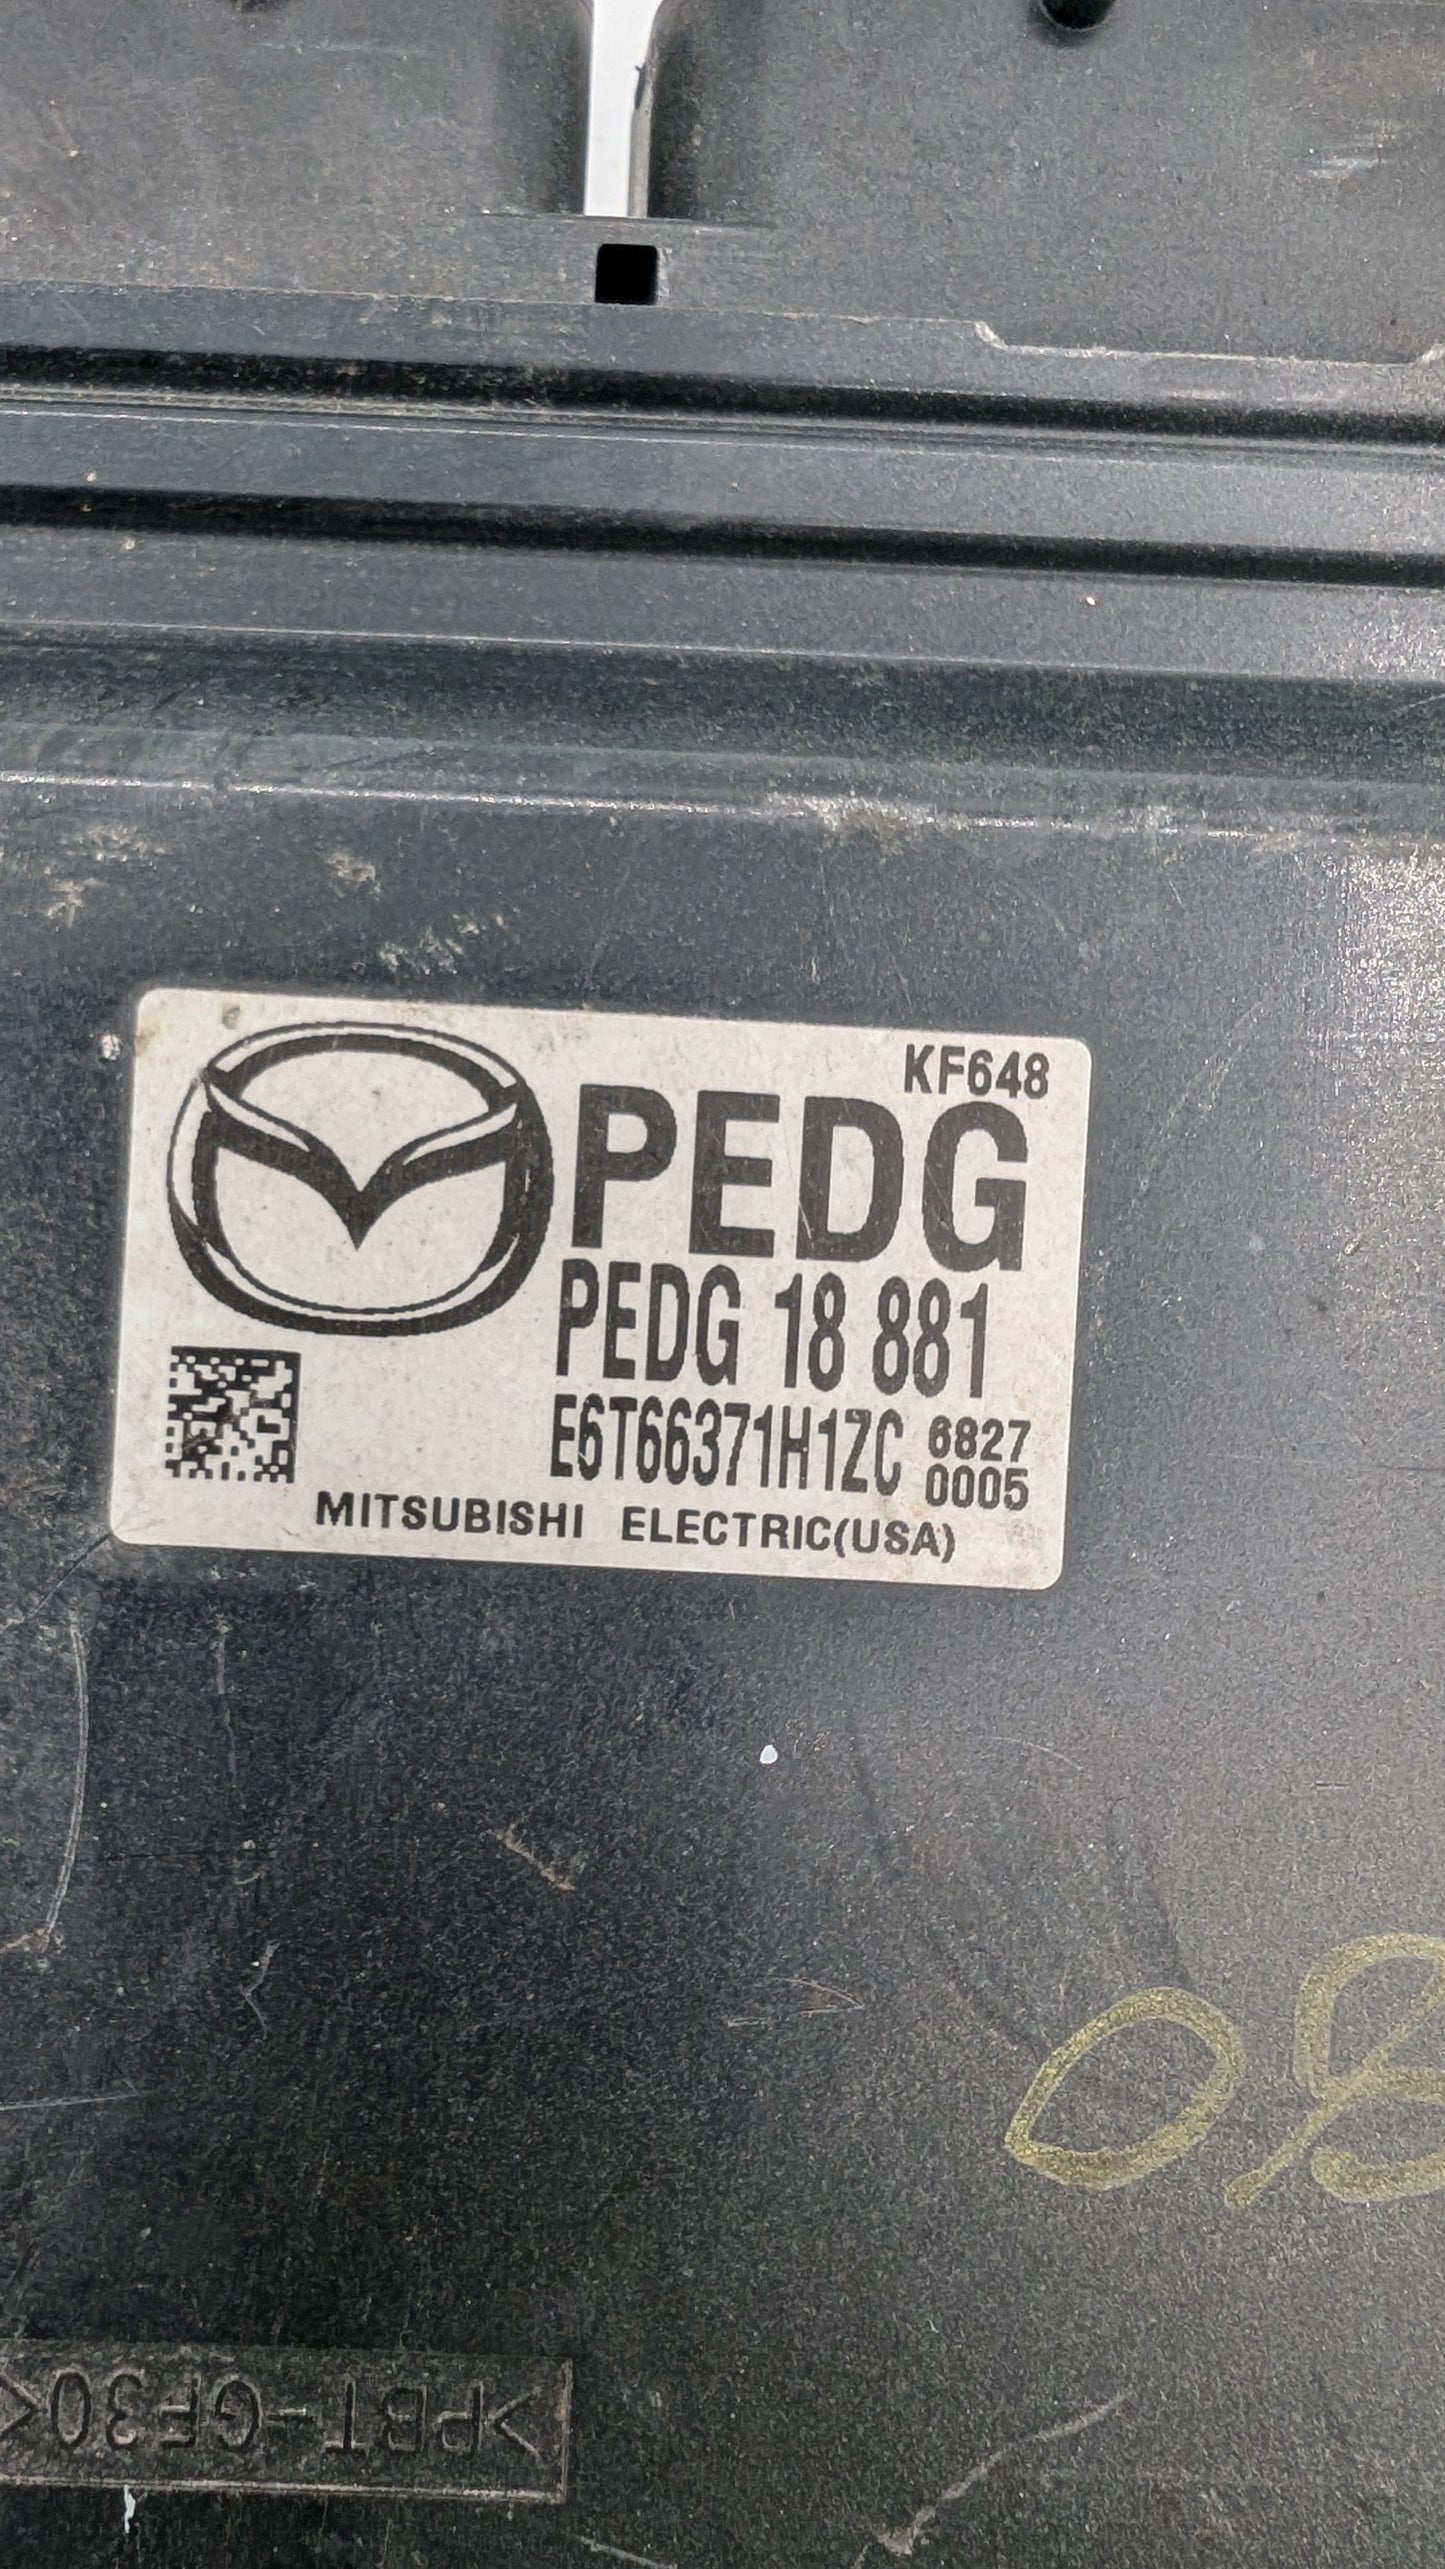 KF648
PEDG
PEDG 18 881
E6T66371H1ZC 6827
0005
MITSUBISHI ELECTRIC(USA)
>PBT-GF30<